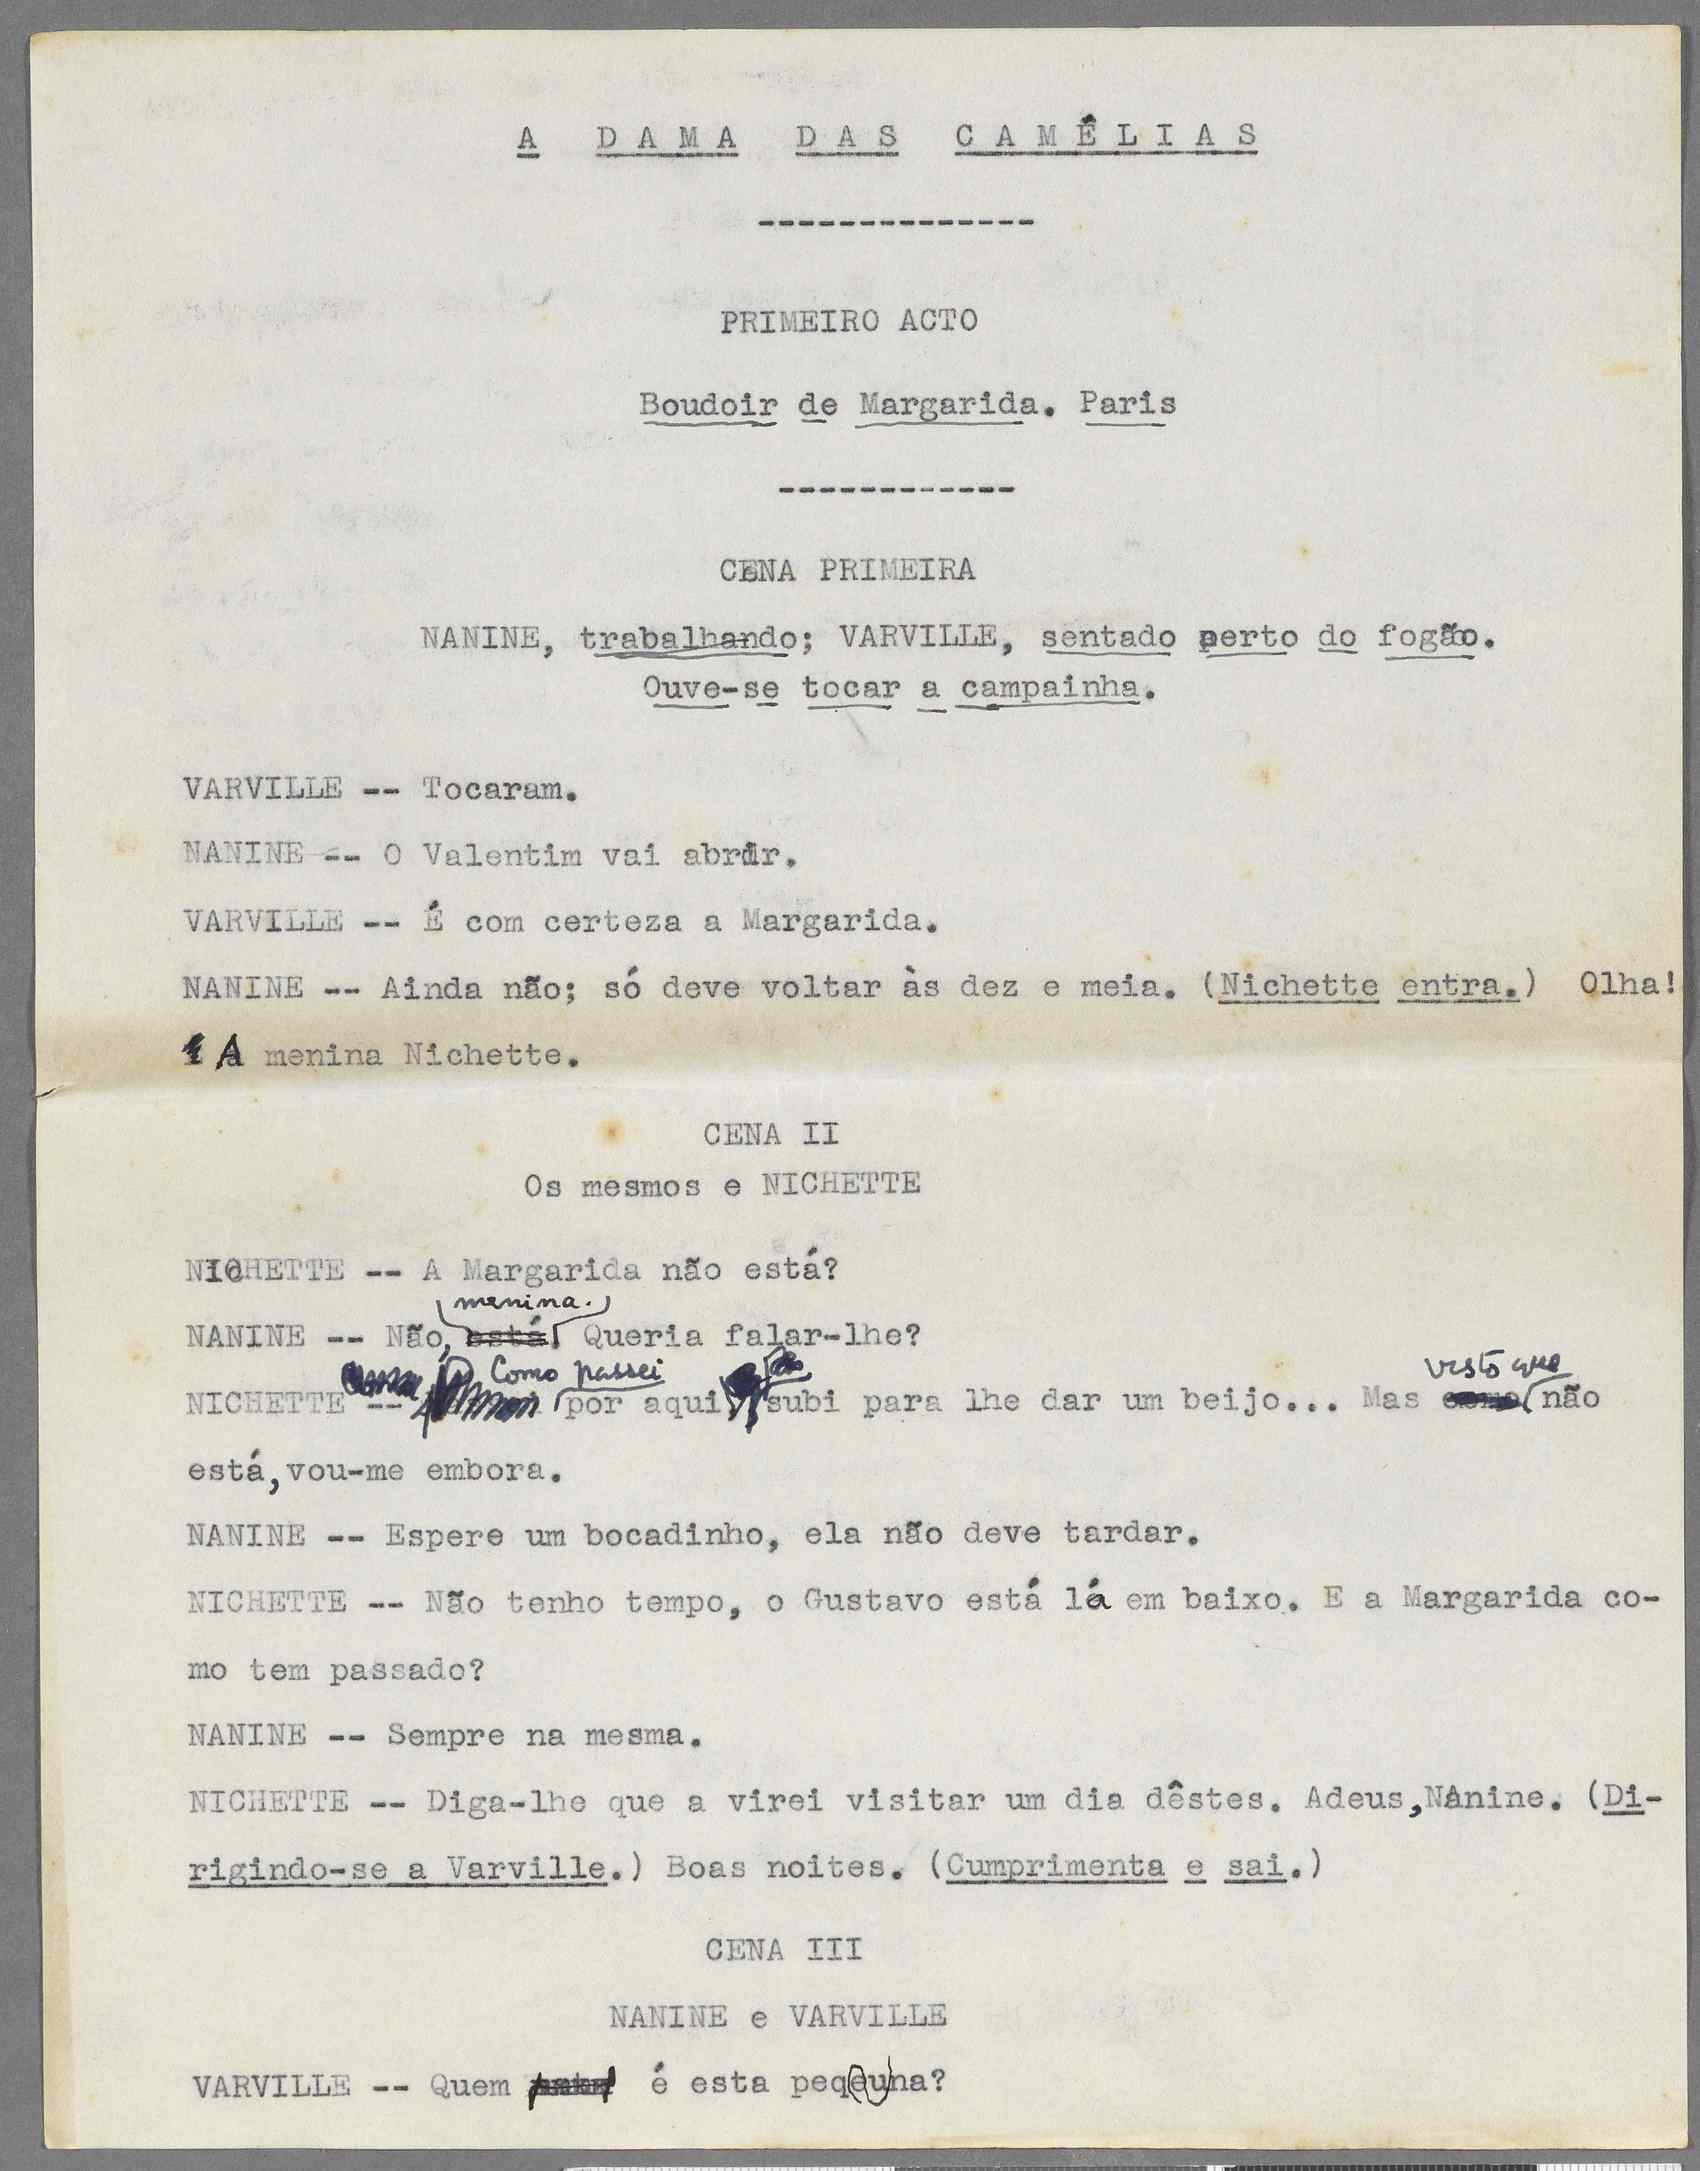 A DAMA DAS CAMÉLIAS
--------------
PRIMEIRO ACTO
Boudoir de Margarida. Paris
------------
CENA PRIMEIRA
NANINE, trabalhando; VARVILLE, sentado perto do fogão.
Ouve-se tocar a campainha.
VARVILLE -- Tocaram.
NANINE -- O Valentim vai abrir.
VARVILLE -- É com certeza a Margarida.
NANINE -- Ainda não; só deve voltar às dez e meia. (Nichette entra.) Olha!
A menina Nichette.
CENA II
Os mesmos e NICHETTE
NICHETTE -- A Margarida não está?
menina.
NANINE -- Não, está. Queria falar-lhe?
Como passei visto que
NICHETTE -- por aqui, subi para lhe dar um beijo... Mas não
está, vou-me embora.
NANINE -- Espere um bocadinho, ela não deve tardar.
NICHETTE -- Não tenho tempo, o Gustavo está lá em baixo. E a Margarida co-
mo tem passado?
NANINE -- Sempre na mesma.
NICHETTE -- Diga-lhe que a virei visitar um dia dêstes. Adeus, Nanine. (Di-
rigindo-se a Varville.) Boas noites. (Cumprimenta e sai.)
CENA III
NANINE e VARVILLE
VARVILLE -- Quem é esta peqeuna?